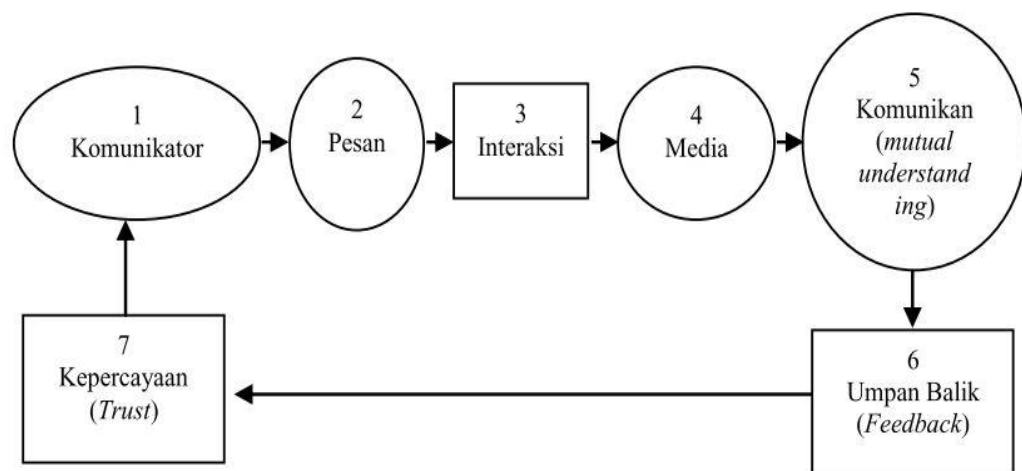 1
Komunikator
2
Pesan
3
Interaksi
4
Media
5
Komunikan
(mutual
understand
ing)
6
Umpan Balik
(Feedback)
7
Kepercayaan
(Trust)